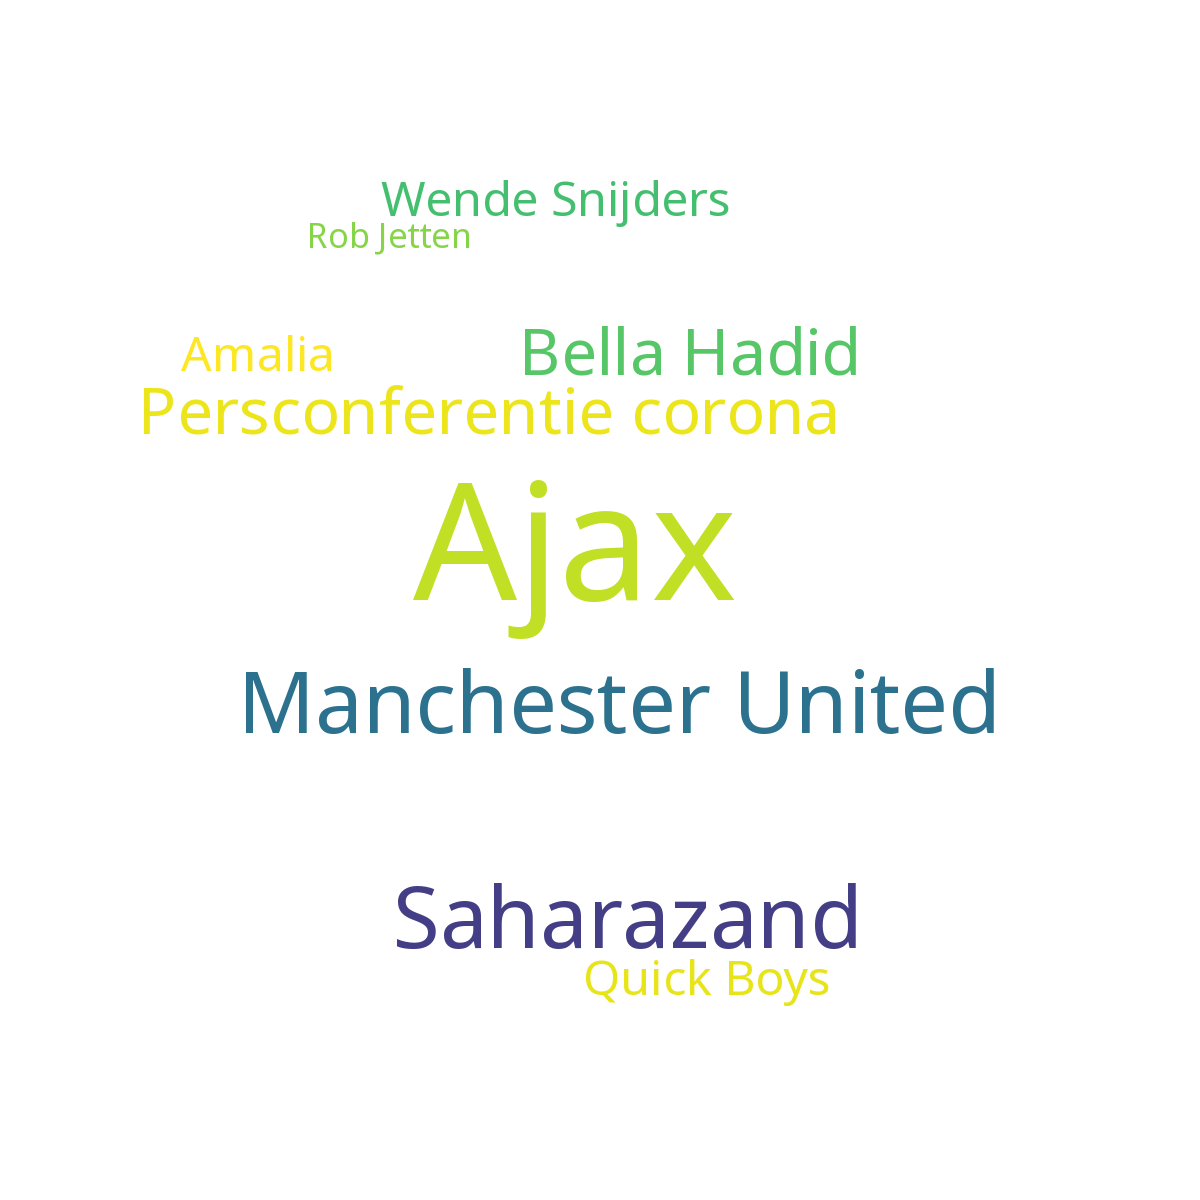 Wende Snijders
Rob Jetten
Bella Hadid
Amalia
Persconferentie corona
Ajax
Manchester United
Saharazand
Quick Boys